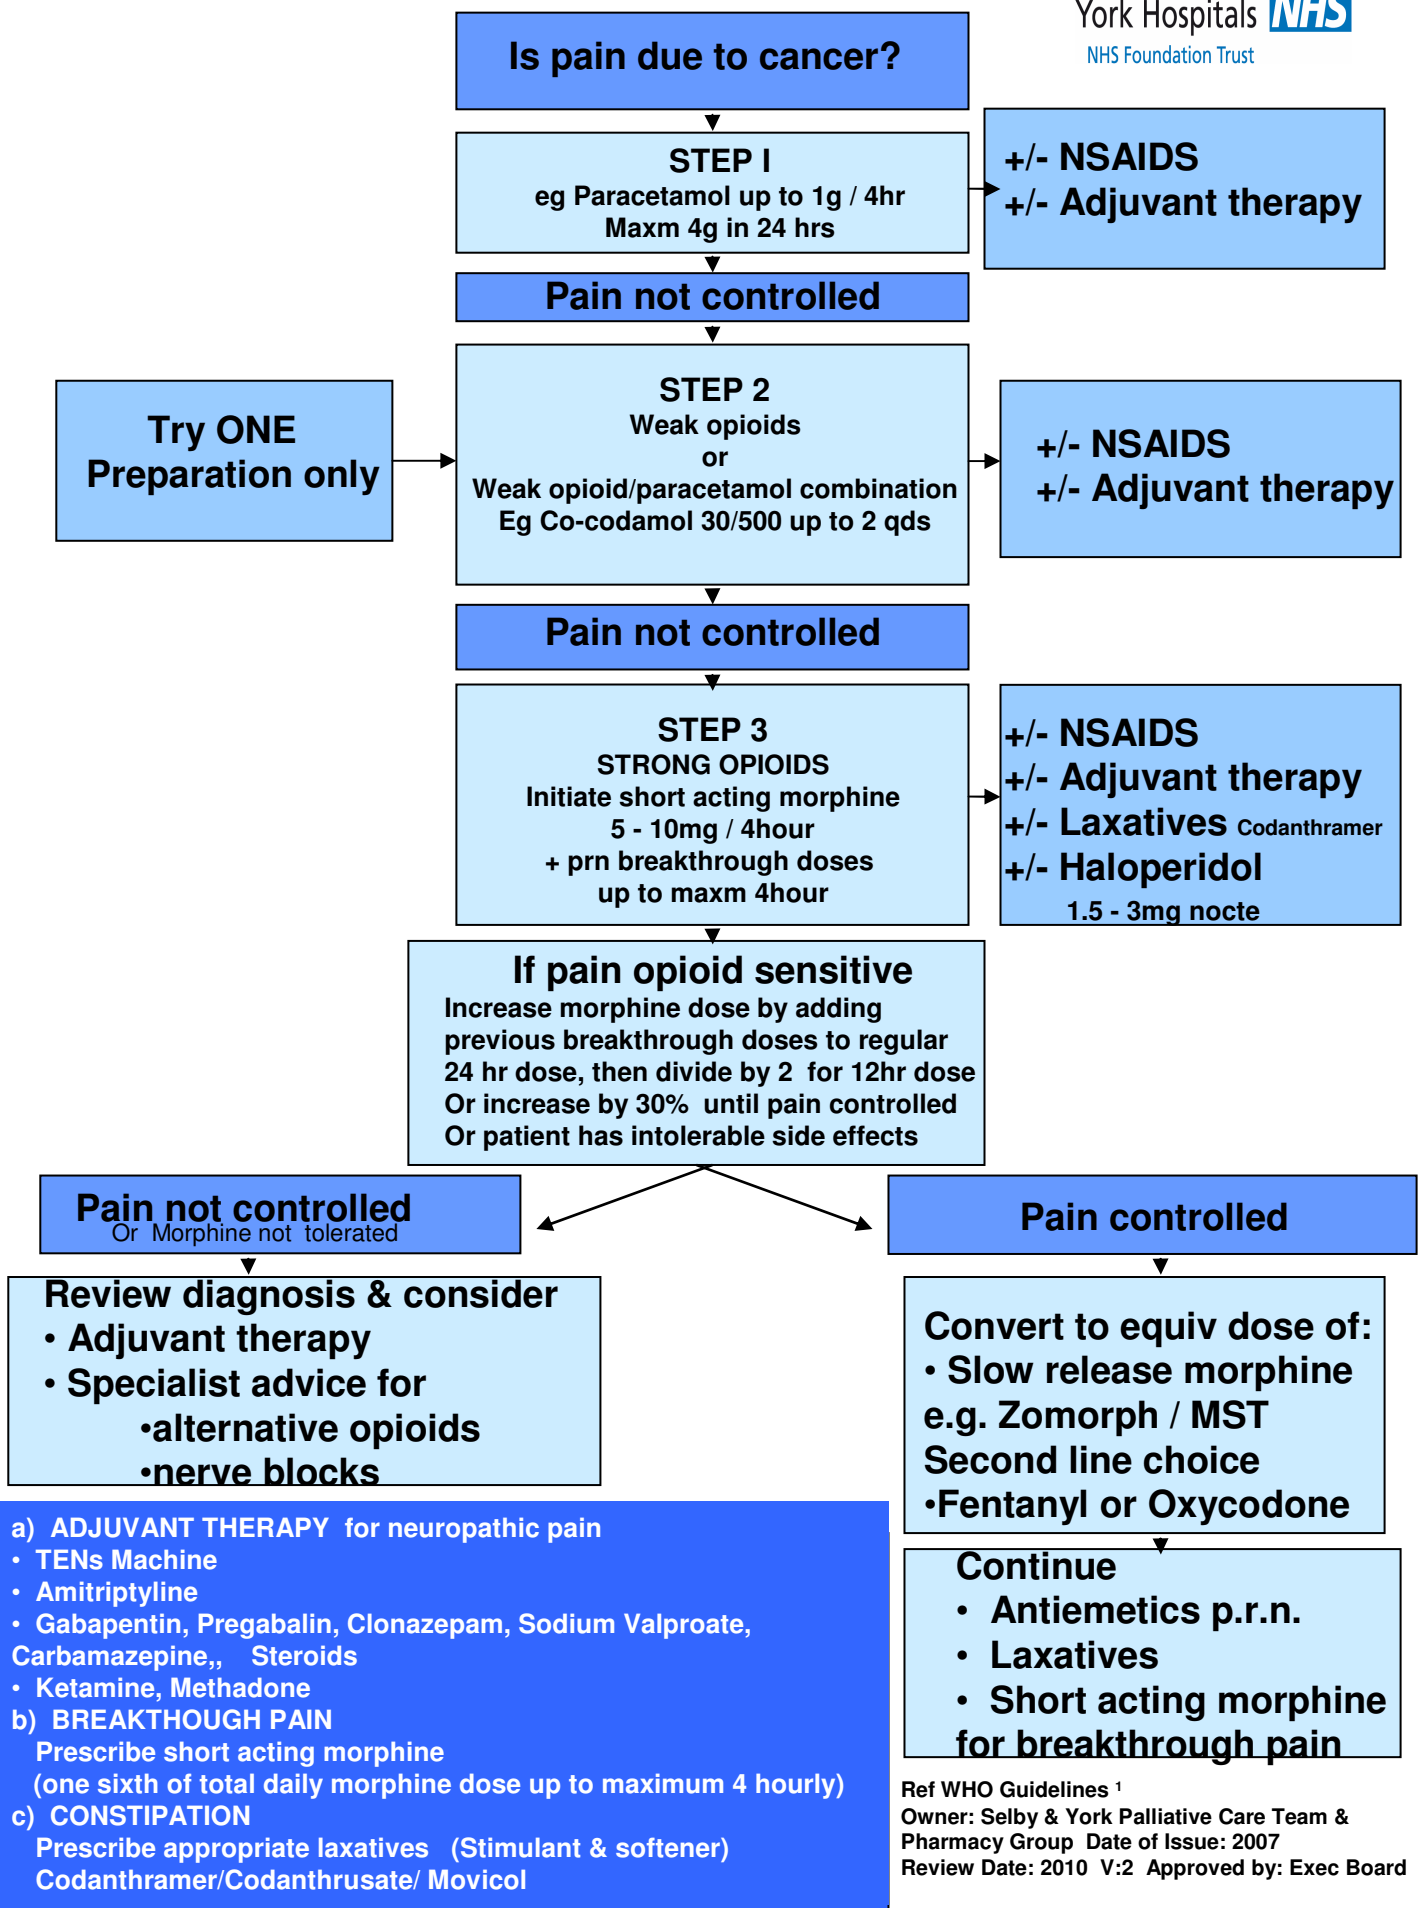 York Hospitals NHS
NHS Foundation Trust
Is pain due to cancer?
STEP I
eg Paracetamol up to 1g / 4hr
Maxm 4g in 24 hrs
+/- NSAIDS
+/- Adjuvant therapy
Pain not controlled
Try ONE
Preparation only
STEP 2
Weak opioids
or
Weak opioid/paracetamol combination
Eg Co-codamol 30/500 up to 2 qds
+/- NSAIDS
+/- Adjuvant therapy
Pain not controlled
STEP 3
STRONG OPIOIDS
Initiate short acting morphine
5 - 10mg / 4hour
+ prn breakthrough doses
up to maxm 4hour
+/- NSAIDS
+/- Adjuvant therapy
+/- Laxatives Codanthramer
+/- Haloperidol
1.5 - 3mg nocte
If pain opioid sensitive
Increase morphine dose by adding
previous breakthrough doses to regular
24 hr dose, then divide by 2 for 12hr dose
Or increase by 30% until pain controlled
Or patient has intolerable side effects
Pain not controlled
Or Morphine not tolerated
Review diagnosis & consider
• Adjuvant therapy
• Specialist advice for
•alternative opioids
•nerve blocks
Pain controlled
Convert to equiv dose of:
• Slow release morphine
e.g. Zomorph / MST
Second line choice
•Fentanyl or Oxycodone
Continue
• Antiemetics p.r.n.
• Laxatives
• Short acting morphine
for breakthrough pain
a) ADJUVANT THERAPY for neuropathic pain
• TENs Machine
• Amitriptyline
• Gabapentin, Pregabalin, Clonazepam, Sodium Valproate,
Carbamazepine,, Steroids
• Ketamine, Methadone
b) BREAKTHOUGH PAIN
Prescribe short acting morphine
(one sixth of total daily morphine dose up to maximum 4 hourly)
c) CONSTIPATION
Prescribe appropriate laxatives (Stimulant & softener)
Codanthramer/Codanthrusate/ Movicol
Ref WHO Guidelines ¹
Owner: Selby & York Palliative Care Team &
Pharmacy Group Date of Issue: 2007
Review Date: 2010 V:2 Approved by: Exec Board